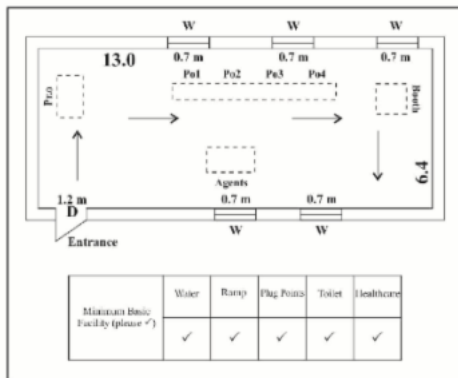 W W W
13.0 0.7 m 0.7 m 0.7 m
Po1 Po2 Po3 Po4
Booth
6.4
Agents
1.2 m 0.7 m 0.7 m
D
W W
Entrance
Minimum Basic Facility (please ✓) Water Ramp Plug Points Toilet Healthcare
✓ ✓ ✓ ✓ ✓